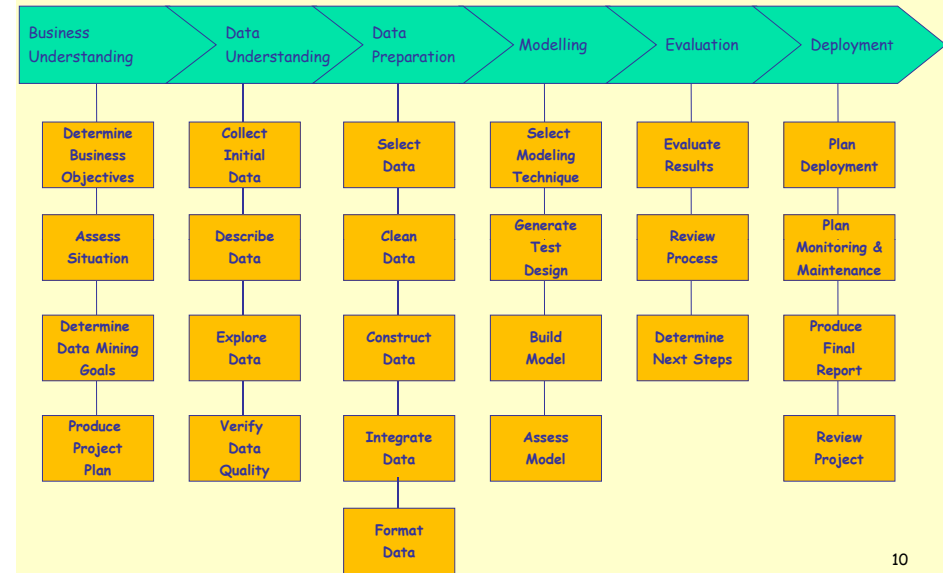 Business
Understanding
Data
Understanding
Data
Preparation
Modelling
Evaluation
Deployment
Determine
Business
Objectives
Assess
Situation
Determine
Data Mining
Goals
Produce
Project
Plan
Collect
Initial
Data
Describe
Data
Explore
Data
Verify
Data
Quality
Select
Data
Clean
Data
Construct
Data
Integrate
Data
Format
Data
Select
Modeling
Technique
Generate
Test
Design
Build
Model
Assess
Model
Evaluate
Results
Review
Process
Determine
Next Steps
Plan
Deployment
Plan
Monitoring &
Maintenance
Produce
Final
Report
Review
Project
10